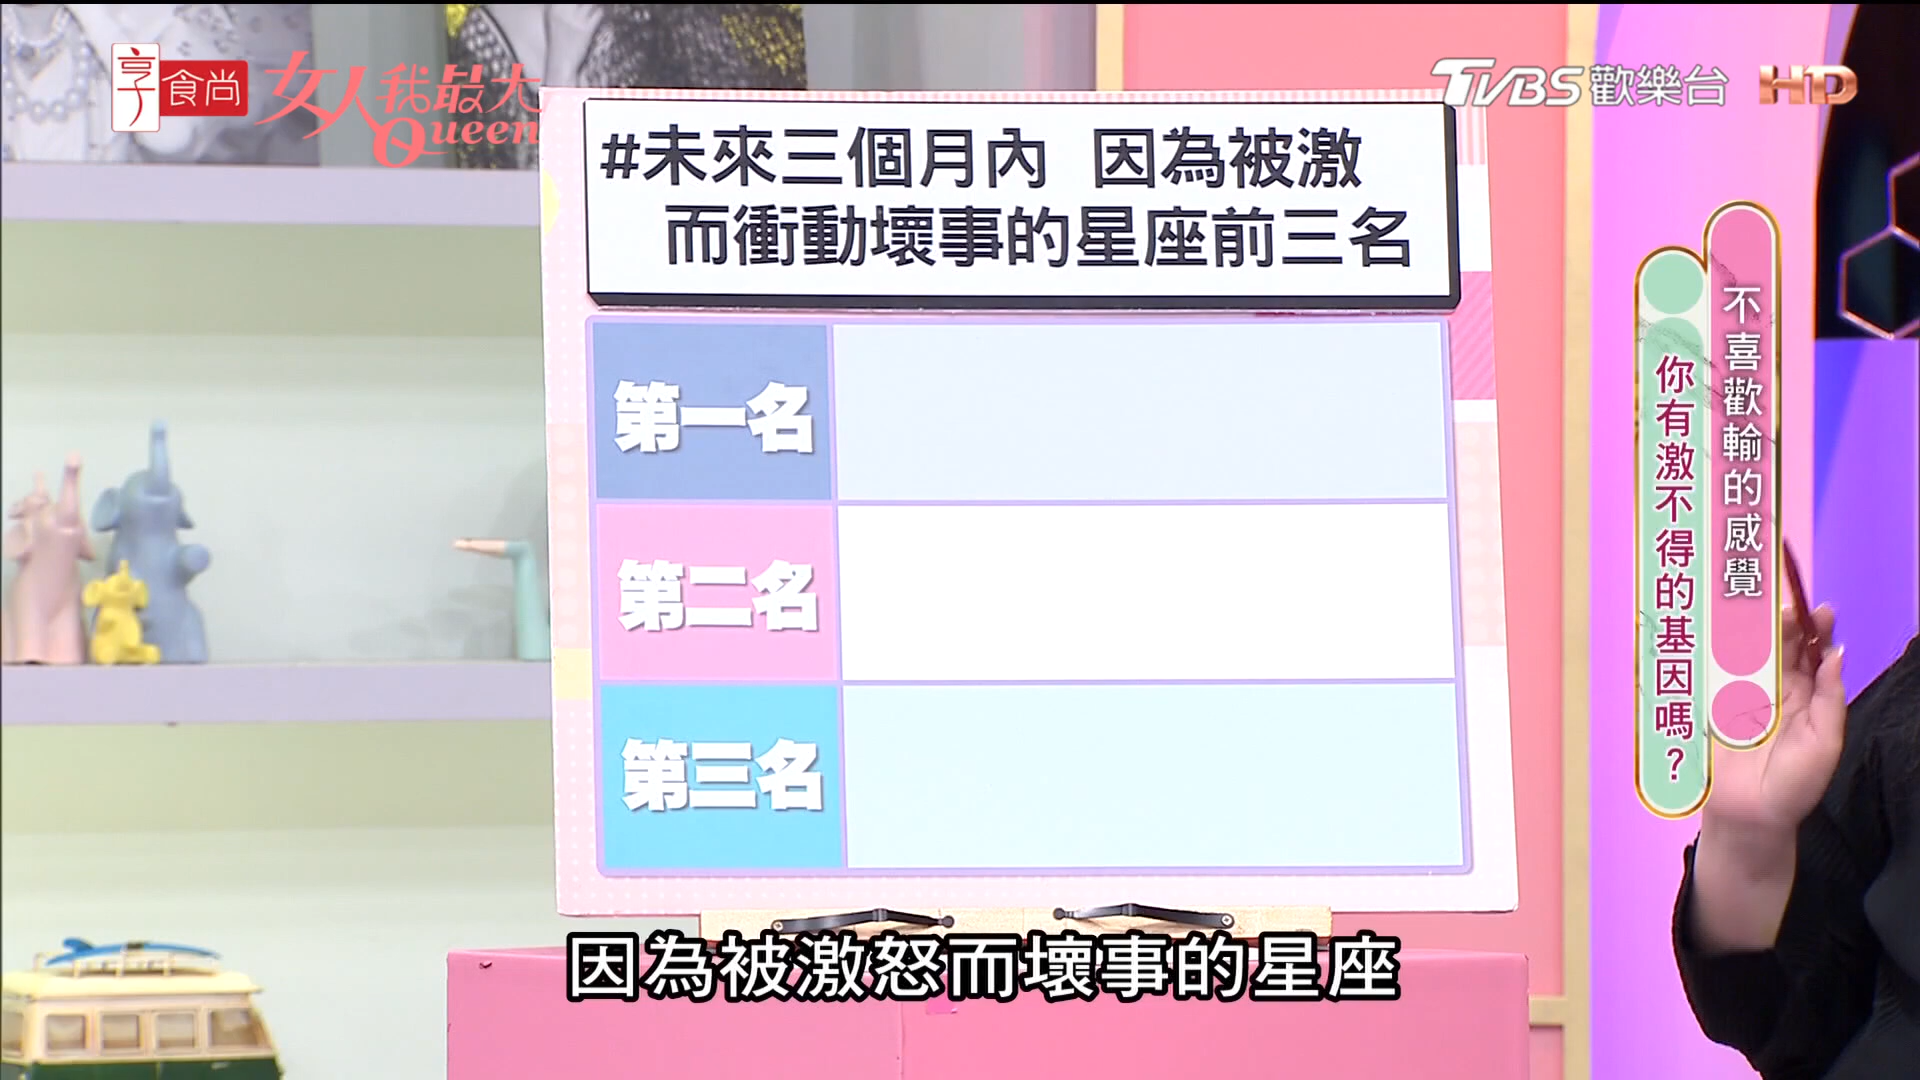 享食尚
女人我最大
Queen
TVBS歡樂台 HD
#未來三個月內 因為被激
而衝動壞事的星座前三名
第一名
第二名
第三名
不喜歡輸的感覺
你有激不得的基因嗎?
因為被激怒而壞事的星座